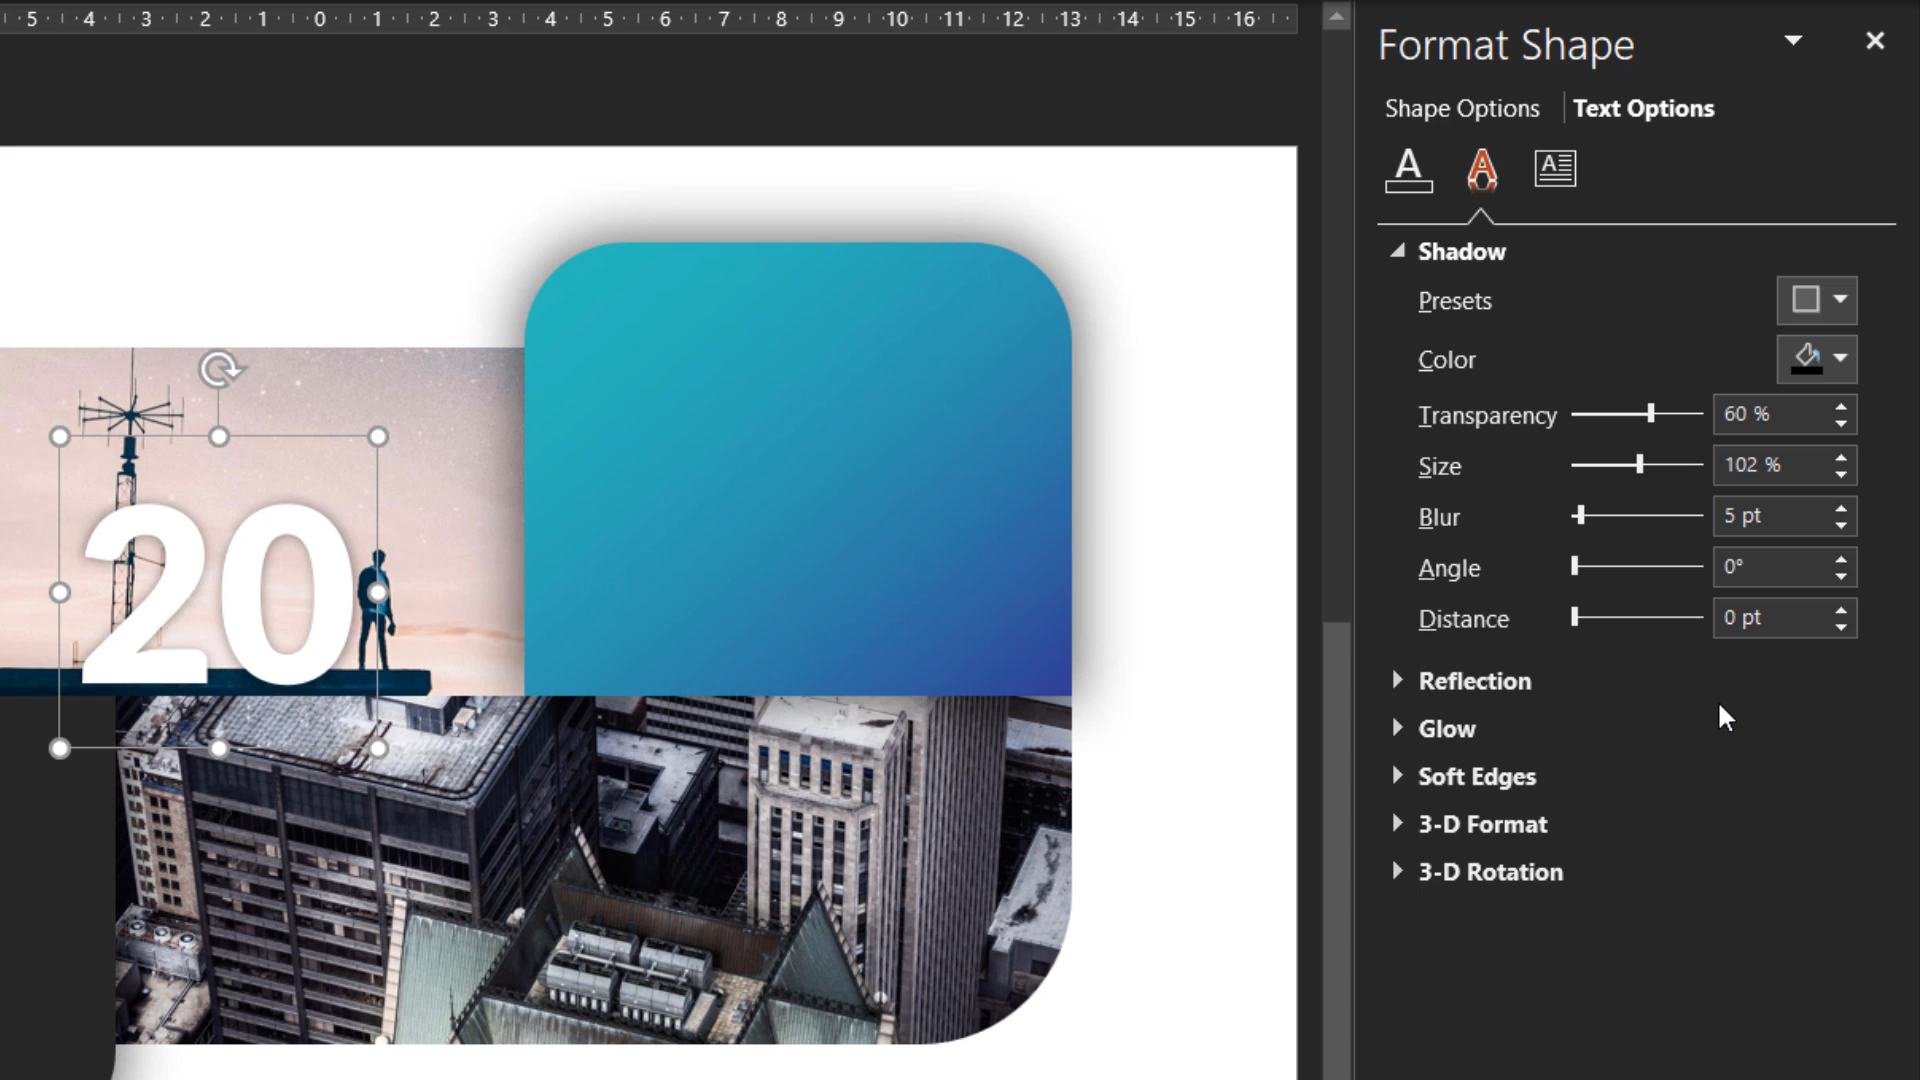 5 4 3 2 1 0 1 2 3 4 5 6 7 8 9 10 11 12 13 14 15 16
Format Shape
Shape Options Text Options
A A A
Shadow
Presets
Color
Transparency 60 %
Size 102 %
Blur 5 pt
Angle 0°
Distance 0 pt
Reflection
Glow
Soft Edges
3-D Format
3-D Rotation
20